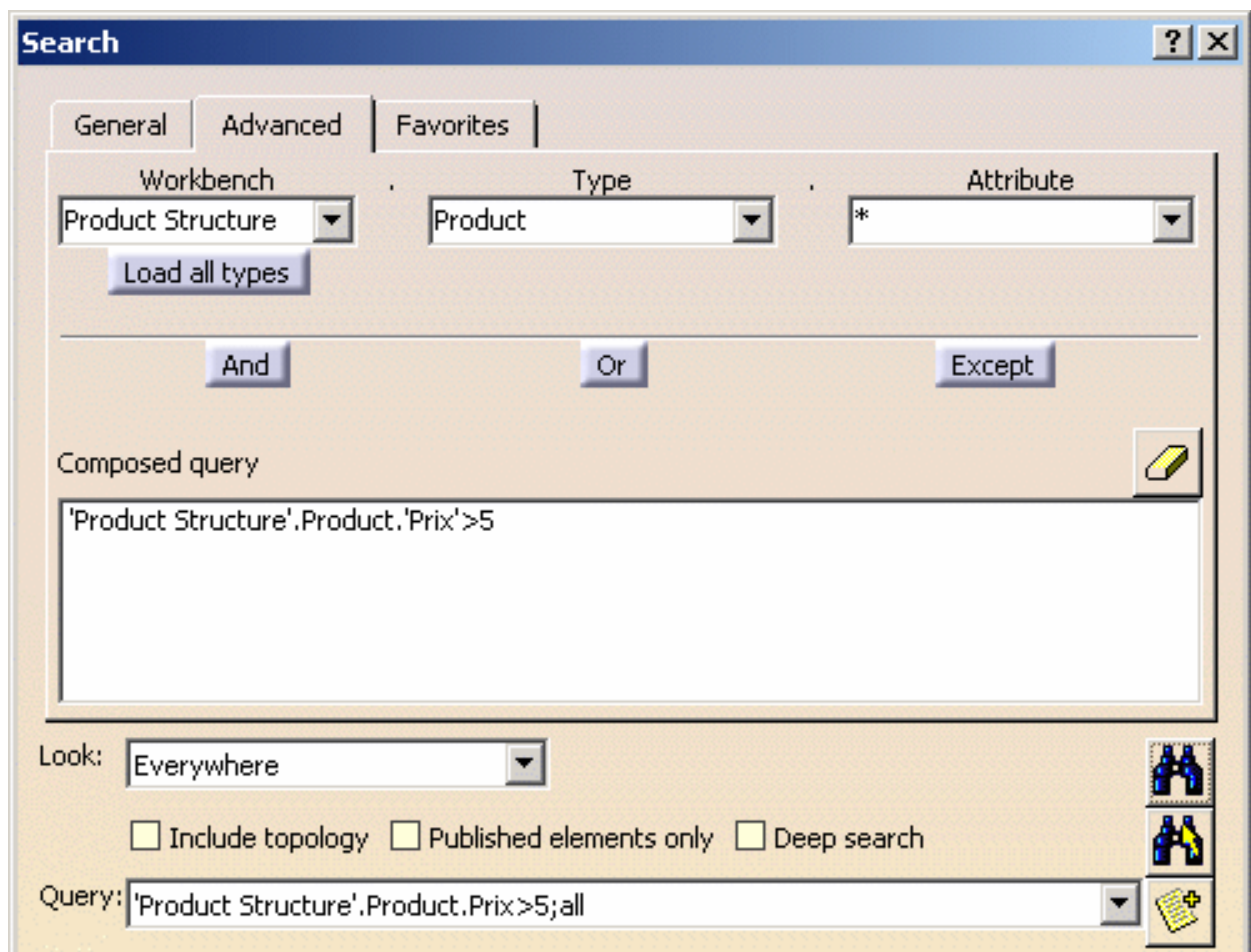 Search
General Advanced Favorites
Workbench . Type . Attribute
Product Structure Product *
Load all types
And Or Except
Composed query
'Product Structure'.Product.'Prix'>5
Look: Everywhere
Include topology Published elements only Deep search
Query: 'Product Structure'.Product.Prix>5;all